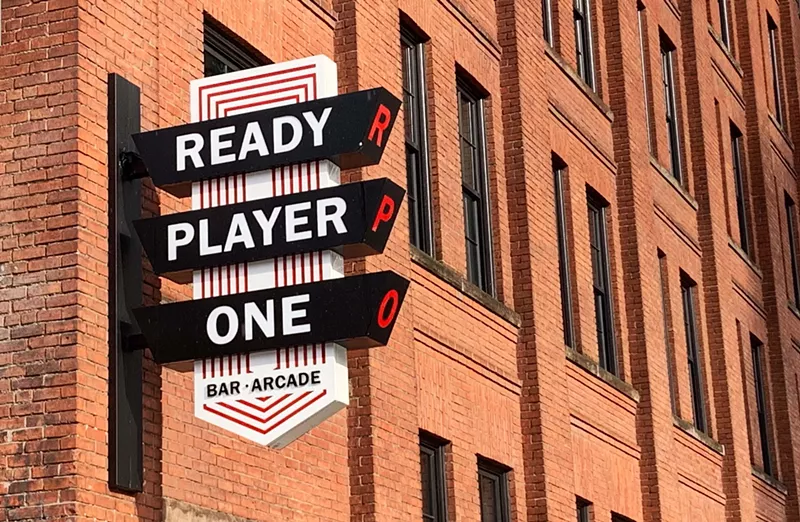 READY R
PLAYER P
ONE O
BAR · ARCADE